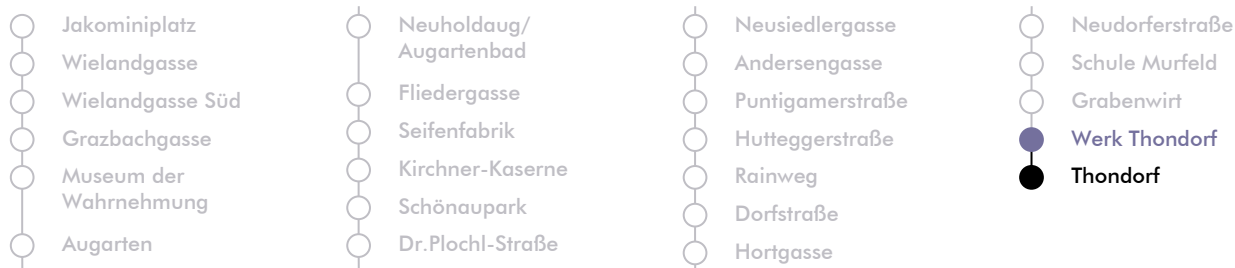 Jakominiplatz
Wielandgasse
Wielandgasse Süd
Grazbachgasse
Museum der
Wahrnehmung
Augarten
Neuholdaug/
Augartenbad
Fliedergasse
Seifenfabrik
Kirchner-Kaserne
Schönaupark
Dr.Plochl-Straße
Neusiedlergasse
Andersengasse
Puntigamerstraße
Hutteggerstraße
Rainweg
Dorfstraße
Hortgasse
Neudorferstraße
Schule Murfeld
Grabenwirt
Werk Thondorf
Thondorf